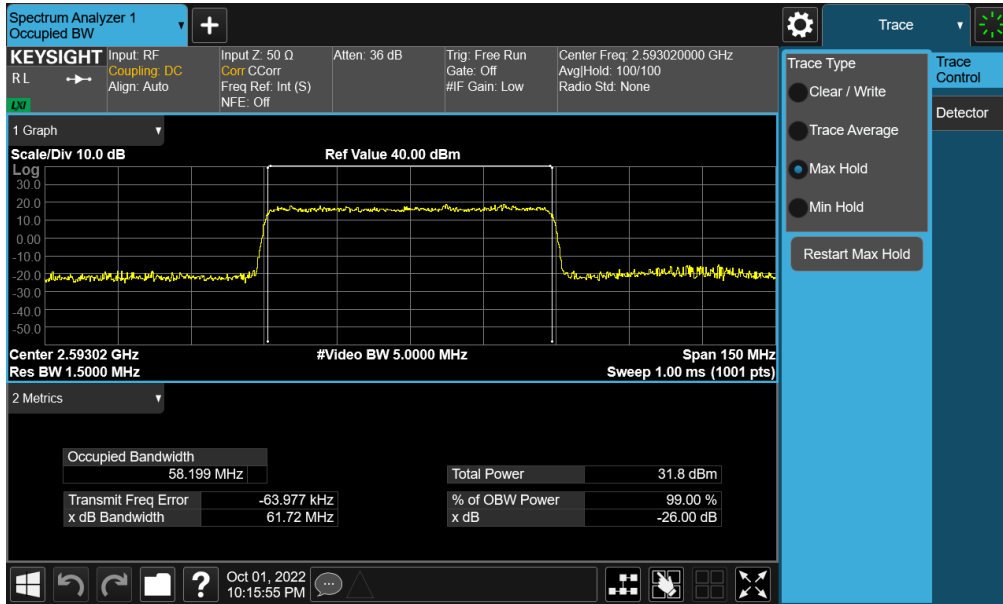 Spectrum Analyzer 1
Occupied BW
Trace
KEYSIGHT
R L
LXI
Input: RF
Coupling: DC
Align: Auto
Input Z: 50 Ω
Corr CCorr
Freq Ref: Int (S)
NFE: Off
Atten: 36 dB
Trig: Free Run
Gate: Off
#IF Gain: Low
Center Freq: 2.593020000 GHz
Avg|Hold: 100/100
Radio Std: None
1 Graph
Scale/Div 10.0 dB
Ref Value 40.00 dBm
Log
30.0
20.0
10.0
0.00
-10.0
-20.0
-30.0
-40.0
-50.0
Center 2.59302 GHz
#Video BW 5.0000 MHz
Span 150 MHz
Res BW 1.5000 MHz
Sweep 1.00 ms (1001 pts)
2 Metrics
Occupied Bandwidth
58.199 MHz
Total Power 31.8 dBm
Transmit Freq Error -63.977 kHz
% of OBW Power 99.00 %
x dB Bandwidth 61.72 MHz
x dB -26.00 dB
Trace Type
Clear / Write
Trace Average
Max Hold
Min Hold
Restart Max Hold
Trace
Control
Detector
?
Oct 01, 2022
10:15:55 PM